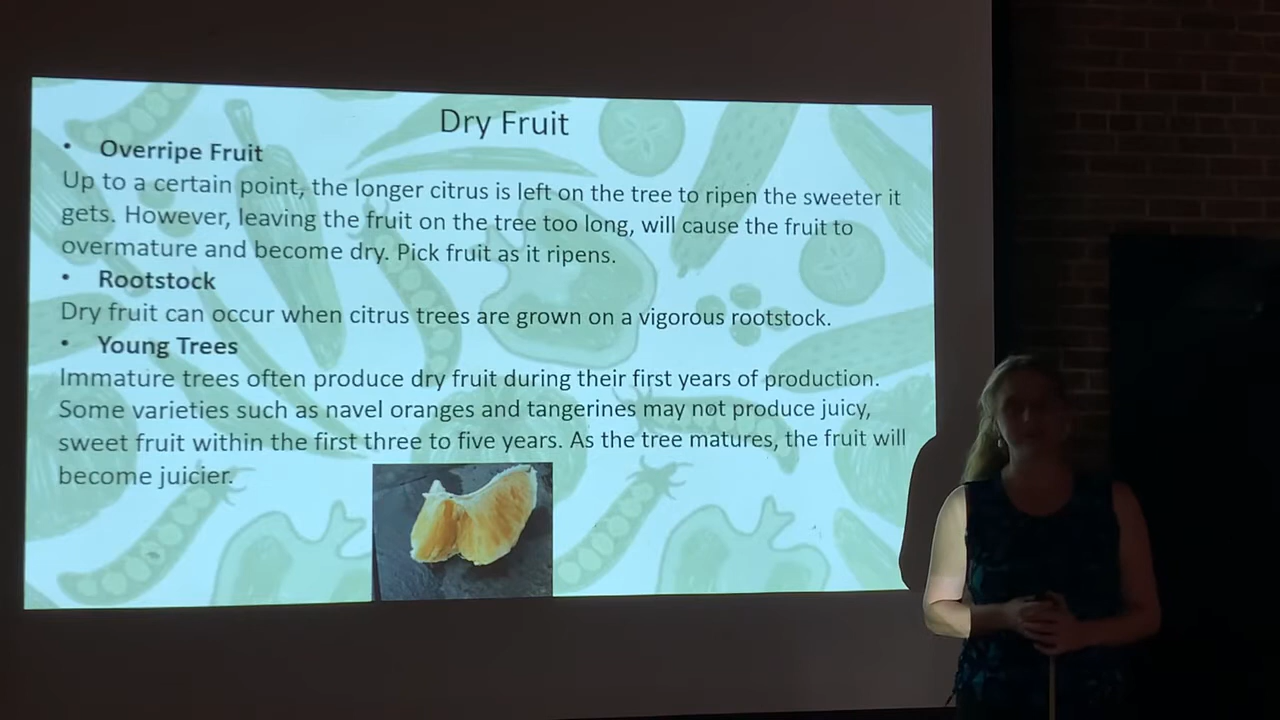 Dry Fruit
• Overripe Fruit
Up to a certain point, the longer citrus is left on the tree to ripen the sweeter it
gets. However, leaving the fruit on the tree too long, will cause the fruit to
overmature and become dry. Pick fruit as it ripens.
• Rootstock
Dry fruit can occur when citrus trees are grown on a vigorous rootstock.
• Young Trees
Immature trees often produce dry fruit during their first years of production.
Some varieties such as navel oranges and tangerines may not produce juicy,
sweet fruit within the first three to five years. As the tree matures, the fruit will
become juicier.